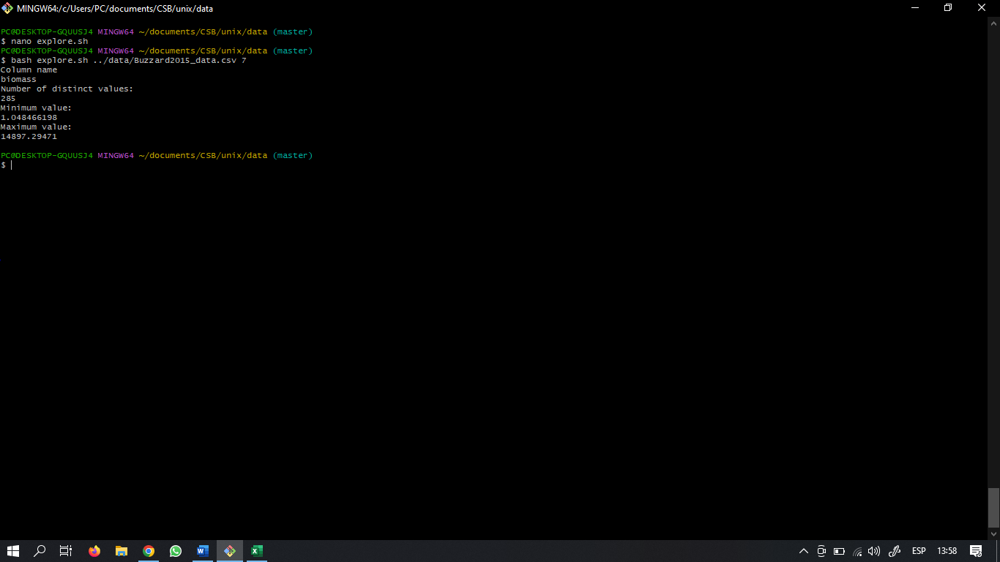 MINGW64:/c/Users/PC/documents/CSB/unix/data
PC@DESKTOP-GQUUSJ4 MINGW64 ~/documents/CSB/unix/data (master)
$ nano explore.sh
PC@DESKTOP-GQUUSJ4 MINGW64 ~/documents/CSB/unix/data (master)
$ bash explore.sh ../data/Buzzard2015_data.csv 7
Column name
biomass
Number of distinct values:
285
Minimum value:
1.048466198
Maximum value:
14897.29471
PC@DESKTOP-GQUUSJ4 MINGW64 ~/documents/CSB/unix/data (master)
$
ESP 13:58